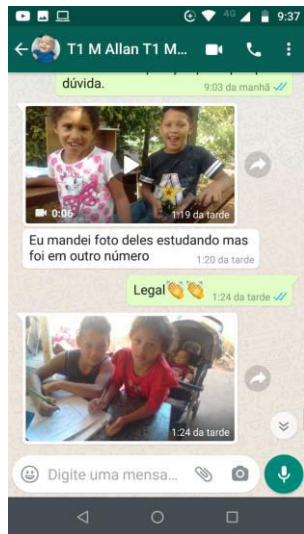 4G 9:37
T1 M Allan T1 M...
dúvida.
9:03 da manhã
0:06
1:19 da tarde
Eu mandei foto deles estudando mas
foi em outro número
1:20 da tarde
Legal👏👏
1:24 da tarde
1:24 da tarde
Digite uma mensa...